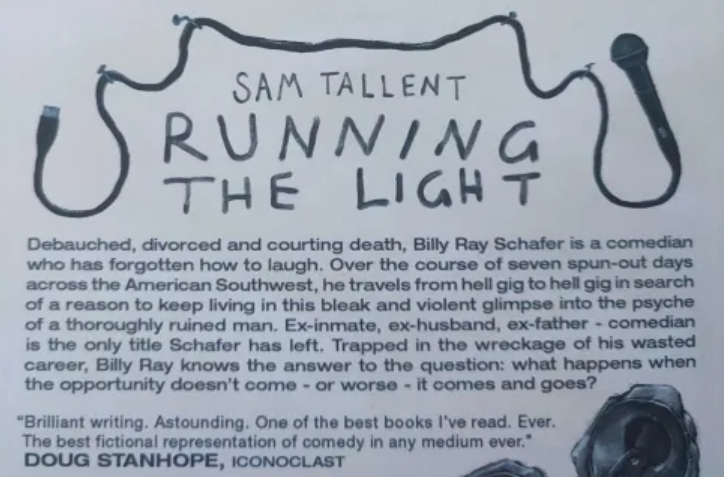 SAM TALLENT
RUNNING
THE LIGHT
Debauched, divorced and courting death, Billy Ray Schafer is a comedian
who has forgotten how to laugh. Over the course of seven spun-out days
across the American Southwest, he travels from hell gig to hell gig in search
of a reason to keep living in this bleak and violent glimpse into the psyche
of a thoroughly ruined man. Ex-inmate, ex-husband, ex-father - comedian
is the only title Schafer has left. Trapped in the wreckage of his wasted
career, Billy Ray knows the answer to the question: what happens when
the opportunity doesn't come - or worse - it comes and goes?
"Brilliant writing. Astounding. One of the best books I've read. Ever.
The best fictional representation of comedy in any medium ever."
DOUG STANHOPE, ICONOCLAST